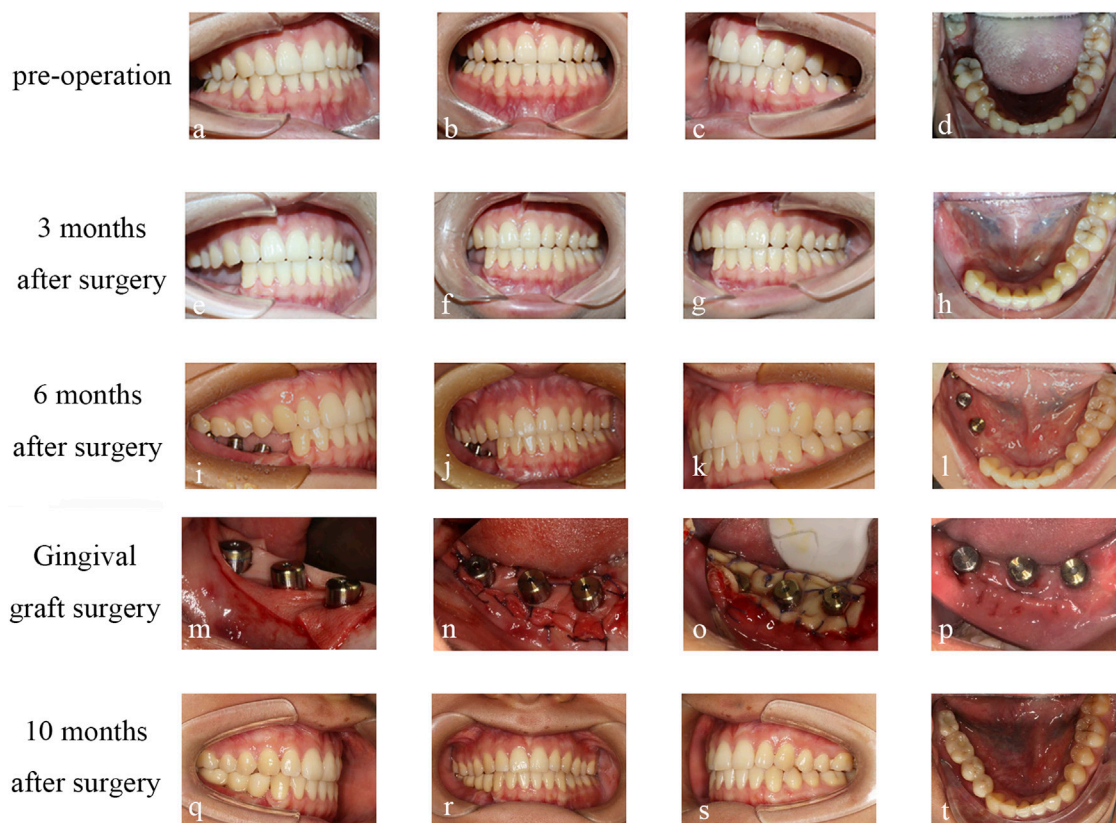 pre-operation
a b c d
3 months
after surgery
e f g h
6 months
after surgery
i j k l
Gingival
graft surgery
m n o p
10 months
after surgery
q r s t